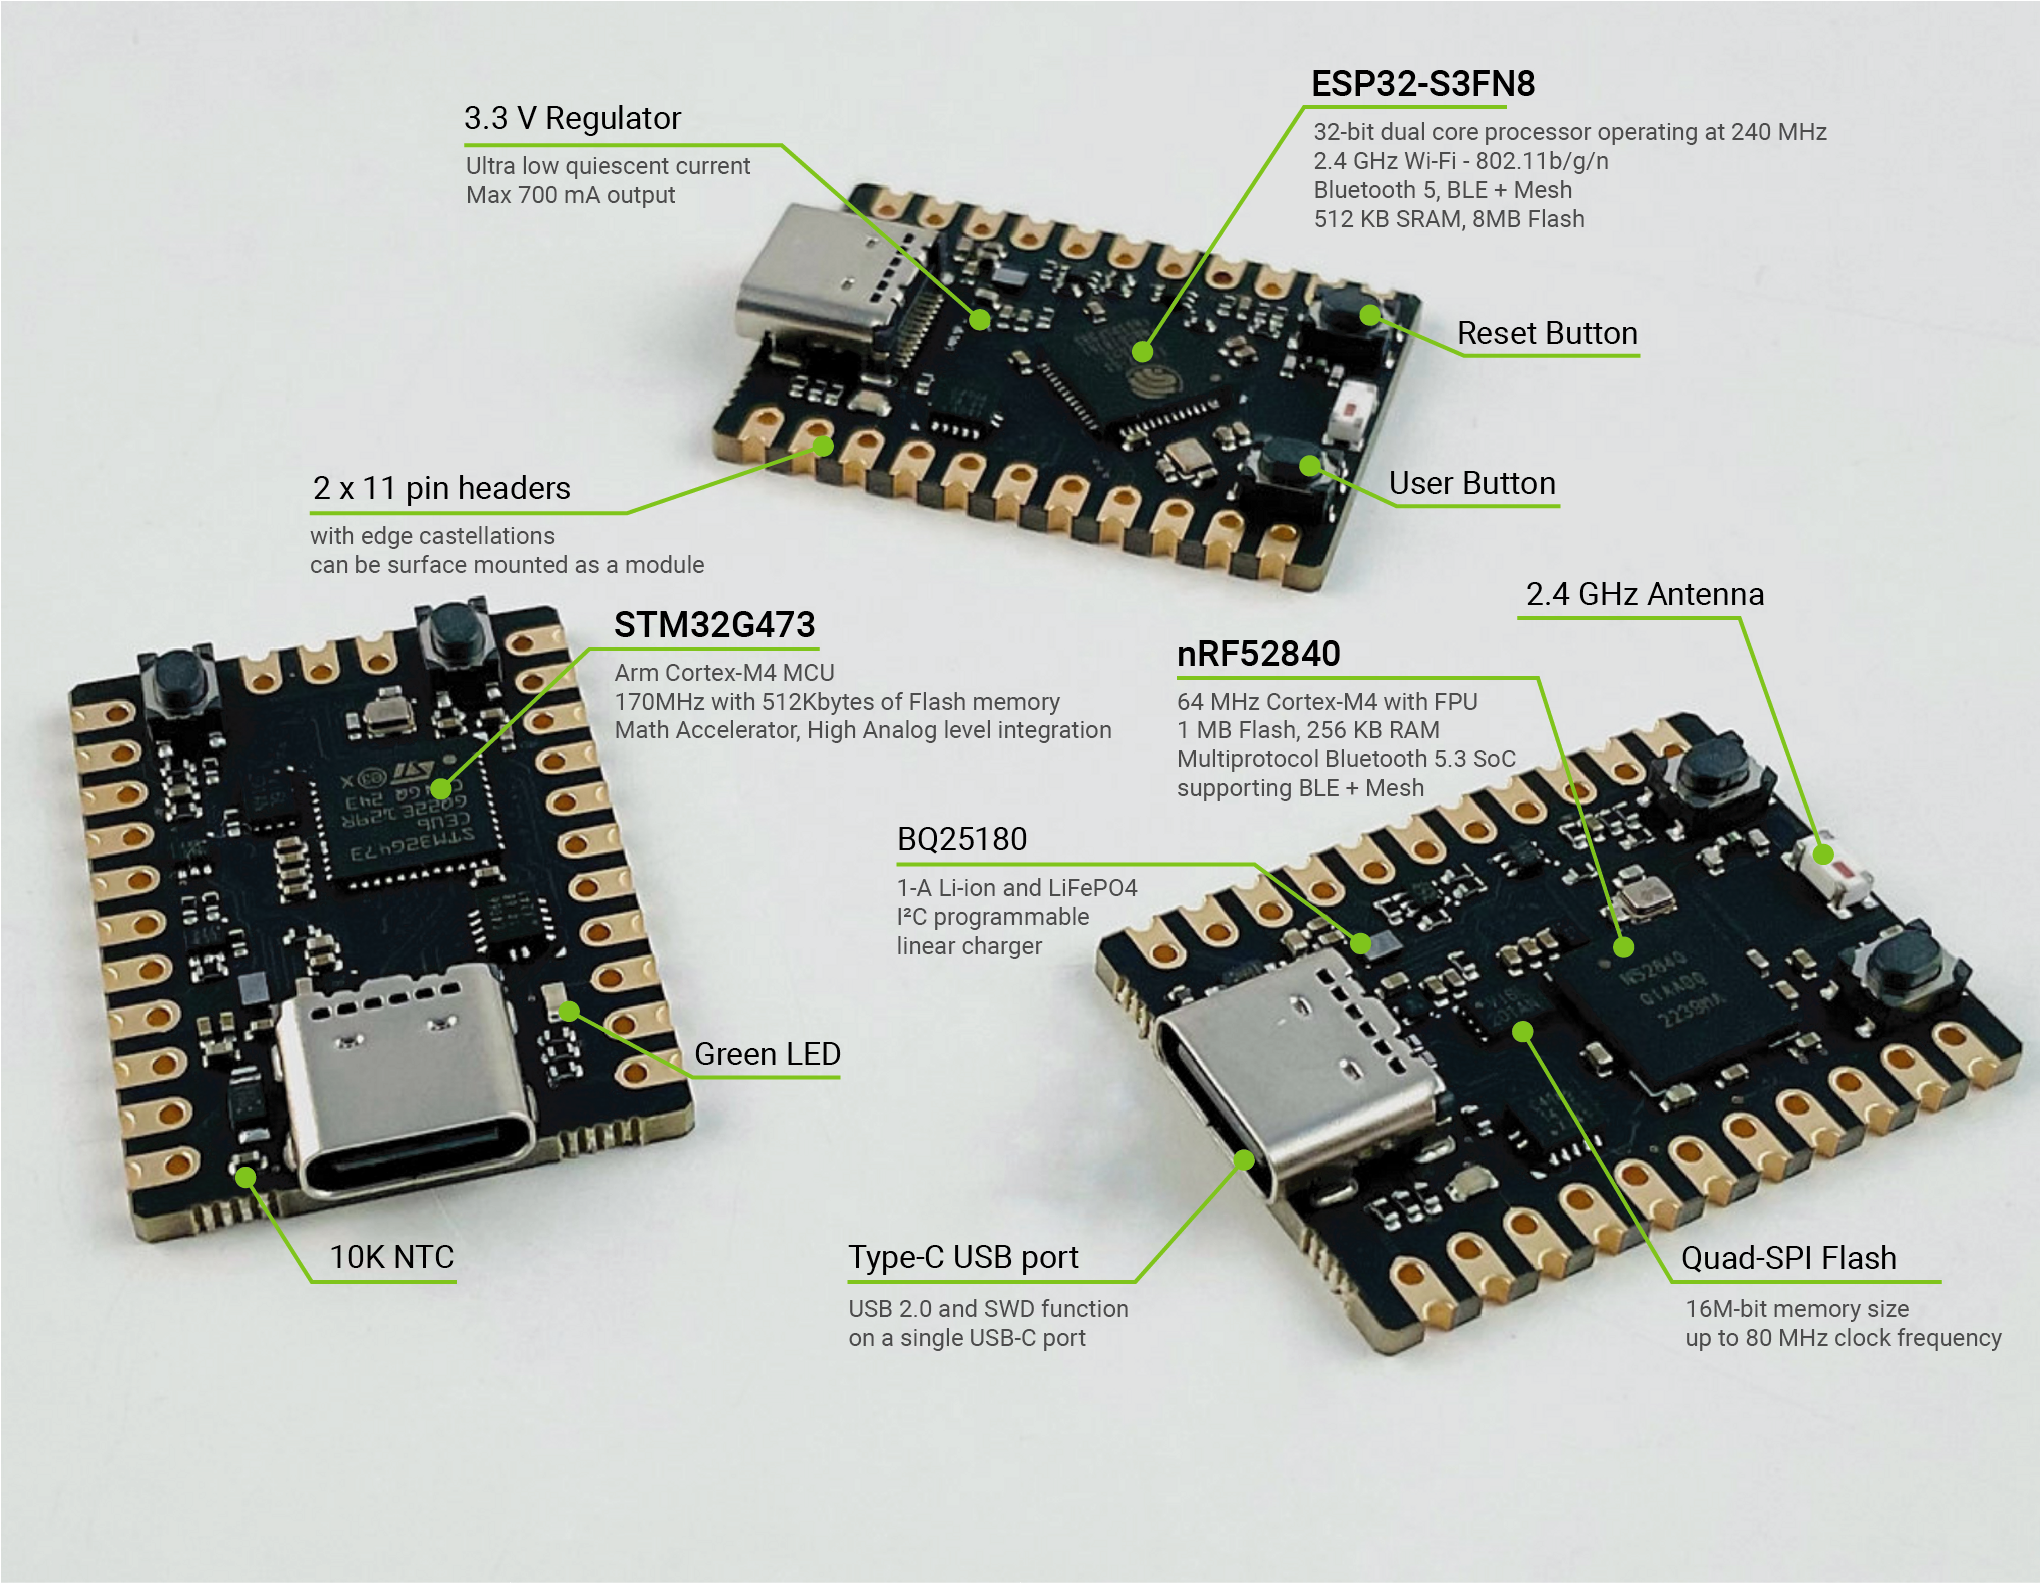 ESP32-S3FN8
32-bit dual core processor operating at 240 MHz
2.4 GHz Wi-Fi - 802.11b/g/n
Bluetooth 5, BLE + Mesh
512 KB SRAM, 8MB Flash
3.3 V Regulator
Ultra low quiescent current
Max 700 mA output
Reset Button
User Button
2 x 11 pin headers
with edge castellations
can be surface mounted as a module
STM32G473
Arm Cortex-M4 MCU
170MHz with 512Kbytes of Flash memory
Math Accelerator, High Analog level integration
2.4 GHz Antenna
nRF52840
64 MHz Cortex-M4 with FPU
1 MB Flash, 256 KB RAM
Multiprotocol Bluetooth 5.3 SoC
supporting BLE + Mesh
BQ25180
1-A Li-ion and LiFePO4
I²C programmable
linear charger
STM32G473
CEU6
N52840
QIAADQ
2239MA
Green LED
10K NTC
Type-C USB port
USB 2.0 and SWD function
on a single USB-C port
Quad-SPI Flash
16M-bit memory size
up to 80 MHz clock frequency